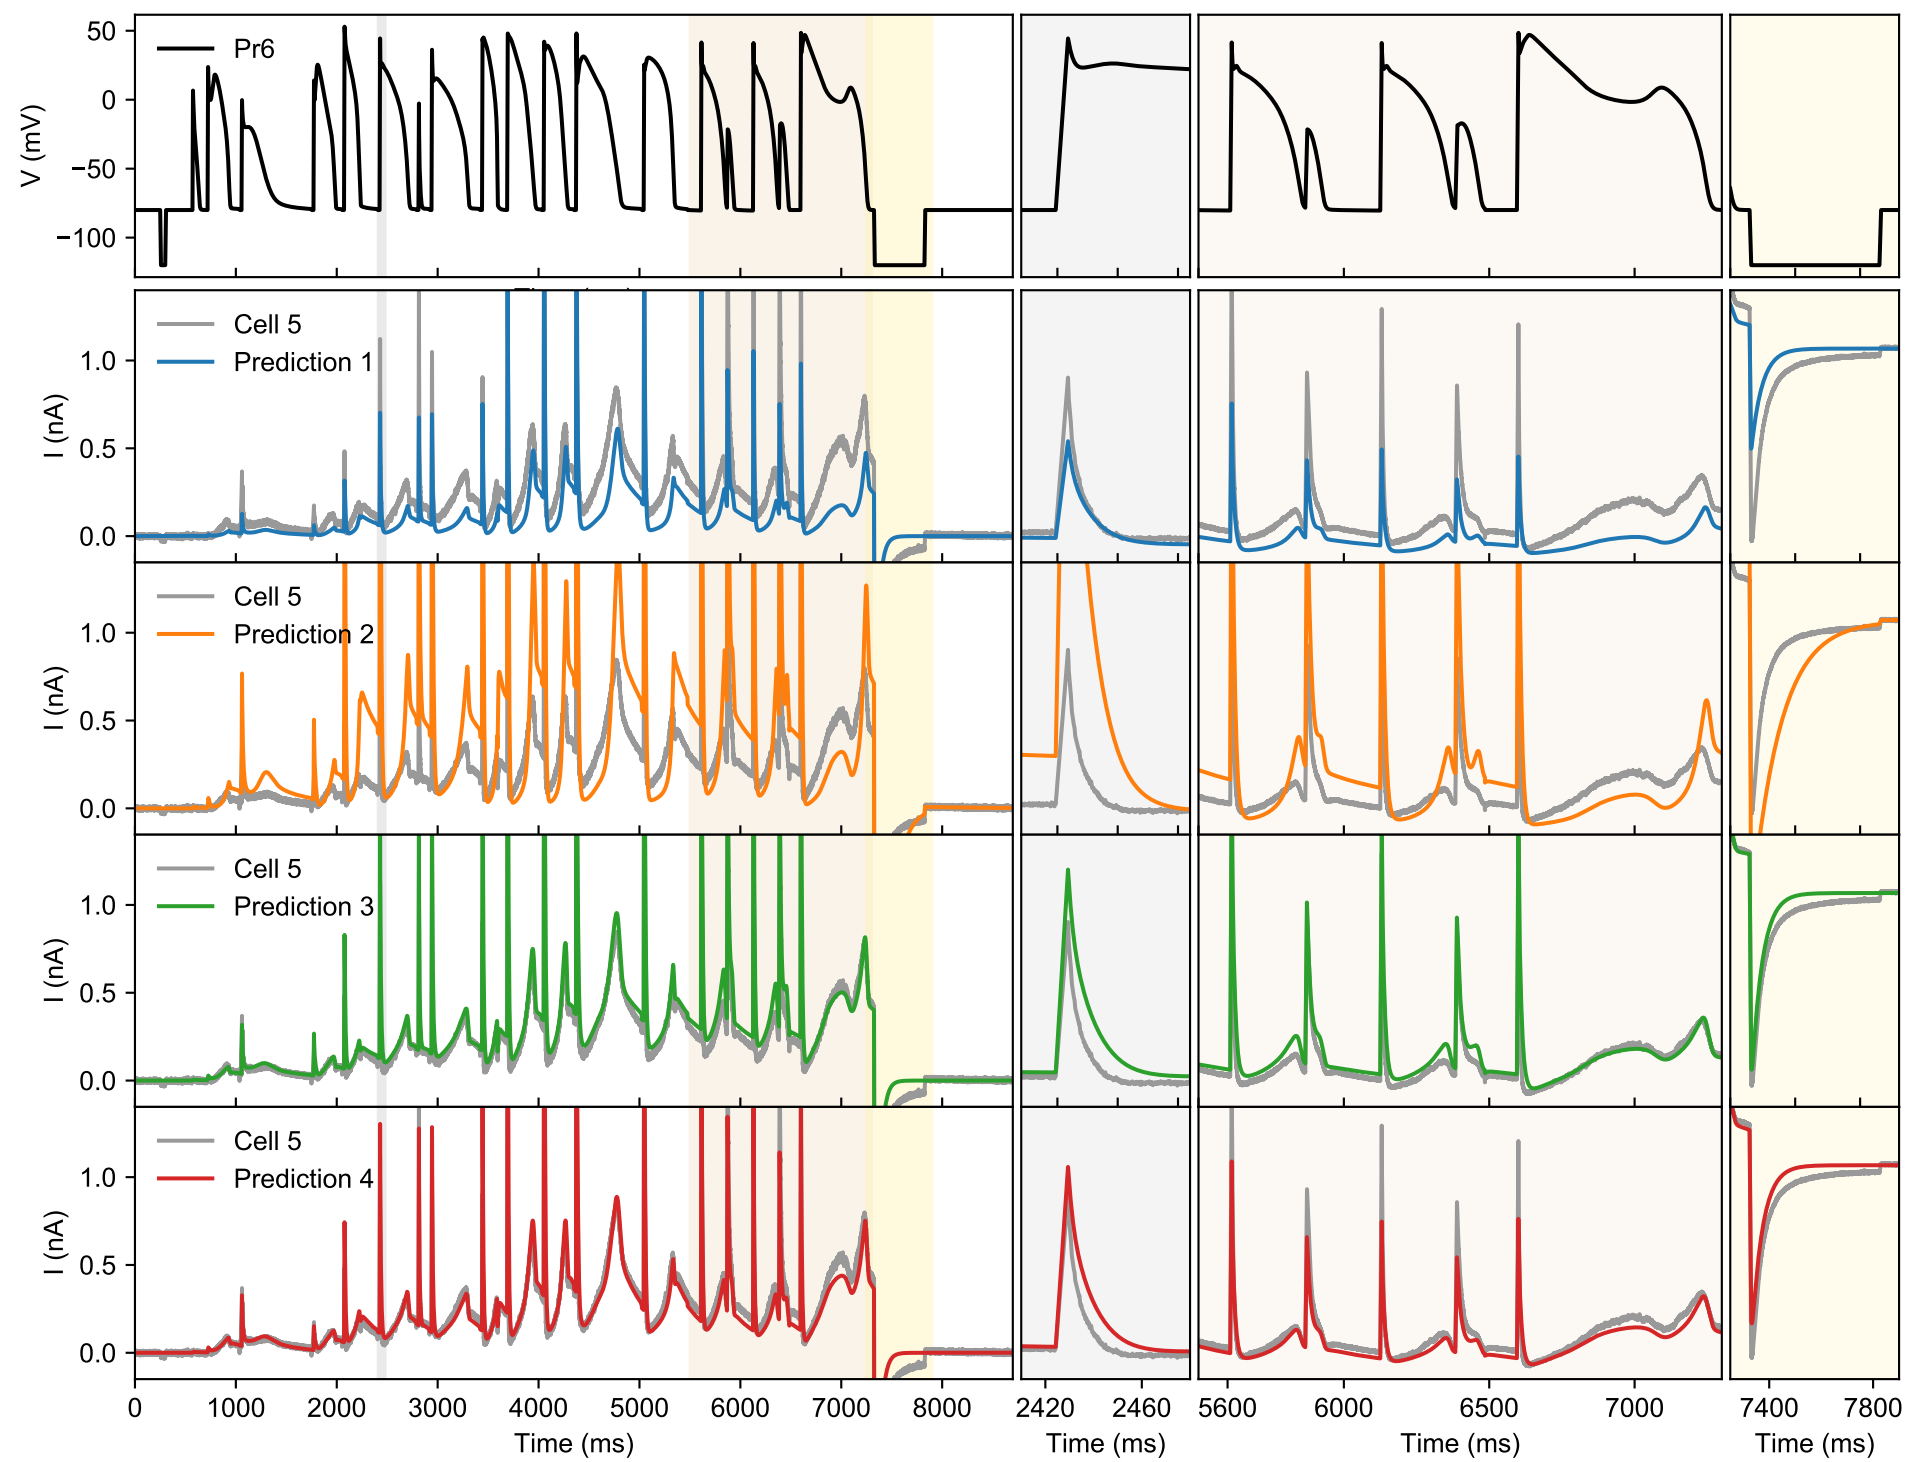 50
0
−50
−100
V (mV)
Pr6
Cell 5
Prediction 1
1.0
0.5
0.0
I (nA)
Cell 5
Prediction 2
1.0
0.5
0.0
I (nA)
Cell 5
Prediction 3
1.0
0.5
0.0
I (nA)
Cell 5
Prediction 4
1.0
0.5
0.0
I (nA)
0 1000 2000 3000 4000 5000 6000 7000 8000
2420 2460
5600 6000 6500 7000
7400 7800
Time (ms) Time (ms) Time (ms) Time (ms)